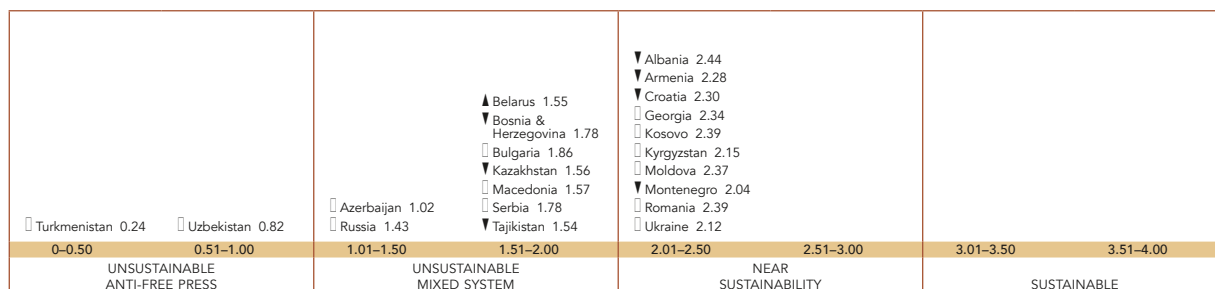 Turkmenistan 0.24
Uzbekistan 0.82
Azerbaijan 1.02
Russia 1.43
▲ Belarus 1.55
▼ Bosnia &
Herzegovina 1.78
Bulgaria 1.86
▼ Kazakhstan 1.56
Macedonia 1.57
Serbia 1.78
▼ Tajikistan 1.54
▼ Albania 2.44
▼ Armenia 2.28
▼ Croatia 2.30
Georgia 2.34
Kosovo 2.39
Kyrgyzstan 2.15
Moldova 2.37
▼ Montenegro 2.04
Romania 2.39
Ukraine 2.12
0–0.50 0.51–1.00 1.01–1.50 1.51–2.00 2.01–2.50 2.51–3.00 3.01–3.50 3.51–4.00
UNSUSTAINABLE
ANTI-FREE PRESS
UNSUSTAINABLE
MIXED SYSTEM
NEAR
SUSTAINABILITY
SUSTAINABLE